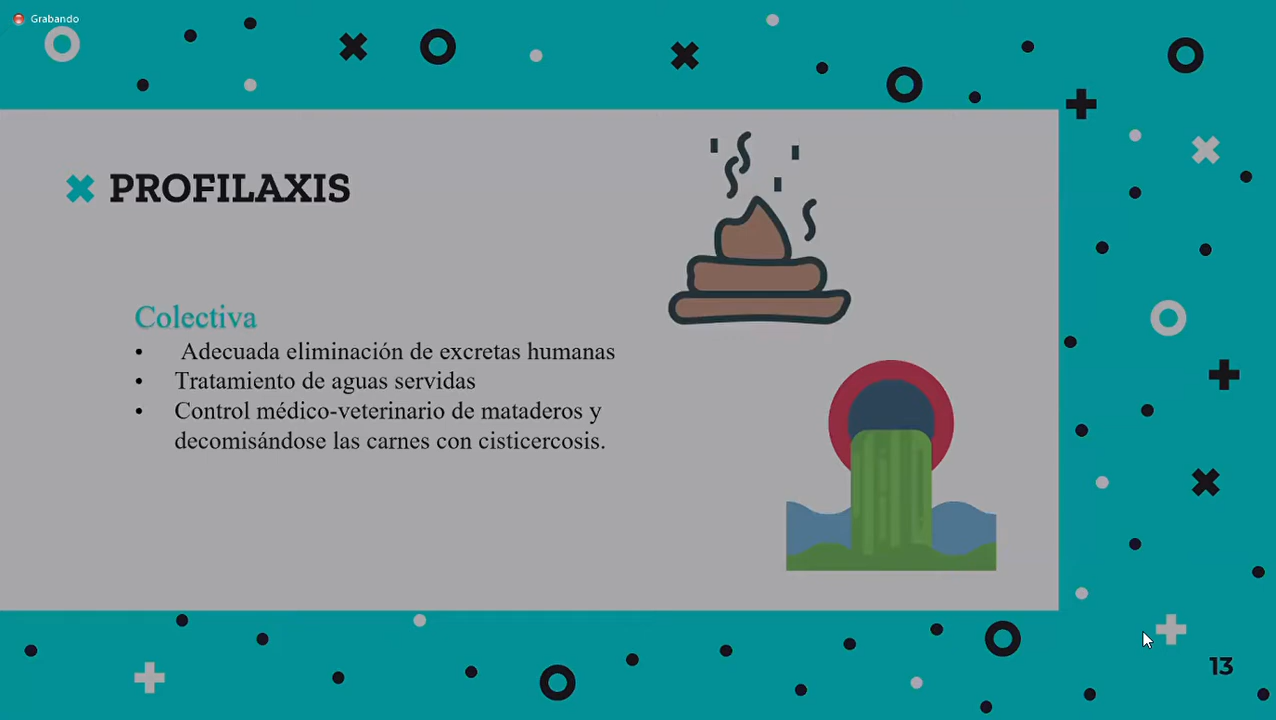 Grabando
PROFILAXIS
Colectiva
• Adecuada eliminación de excretas humanas
• Tratamiento de aguas servidas
• Control médico-veterinario de mataderos y
decomisándose las carnes con cisticercosis.
13